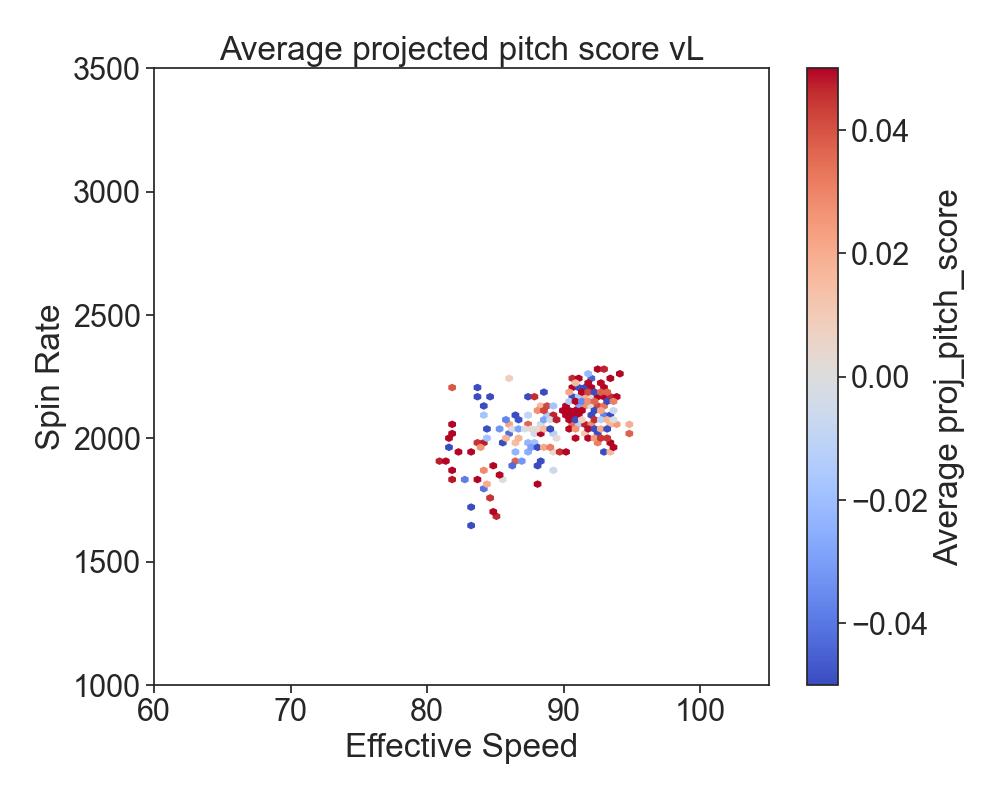 Average projected pitch score vL
3500
3000
2500
2000
1500
1000
Spin Rate
60 70 80 90 100
Effective Speed
0.04
0.02
0.00
−0.02
−0.04
Average proj_pitch_score